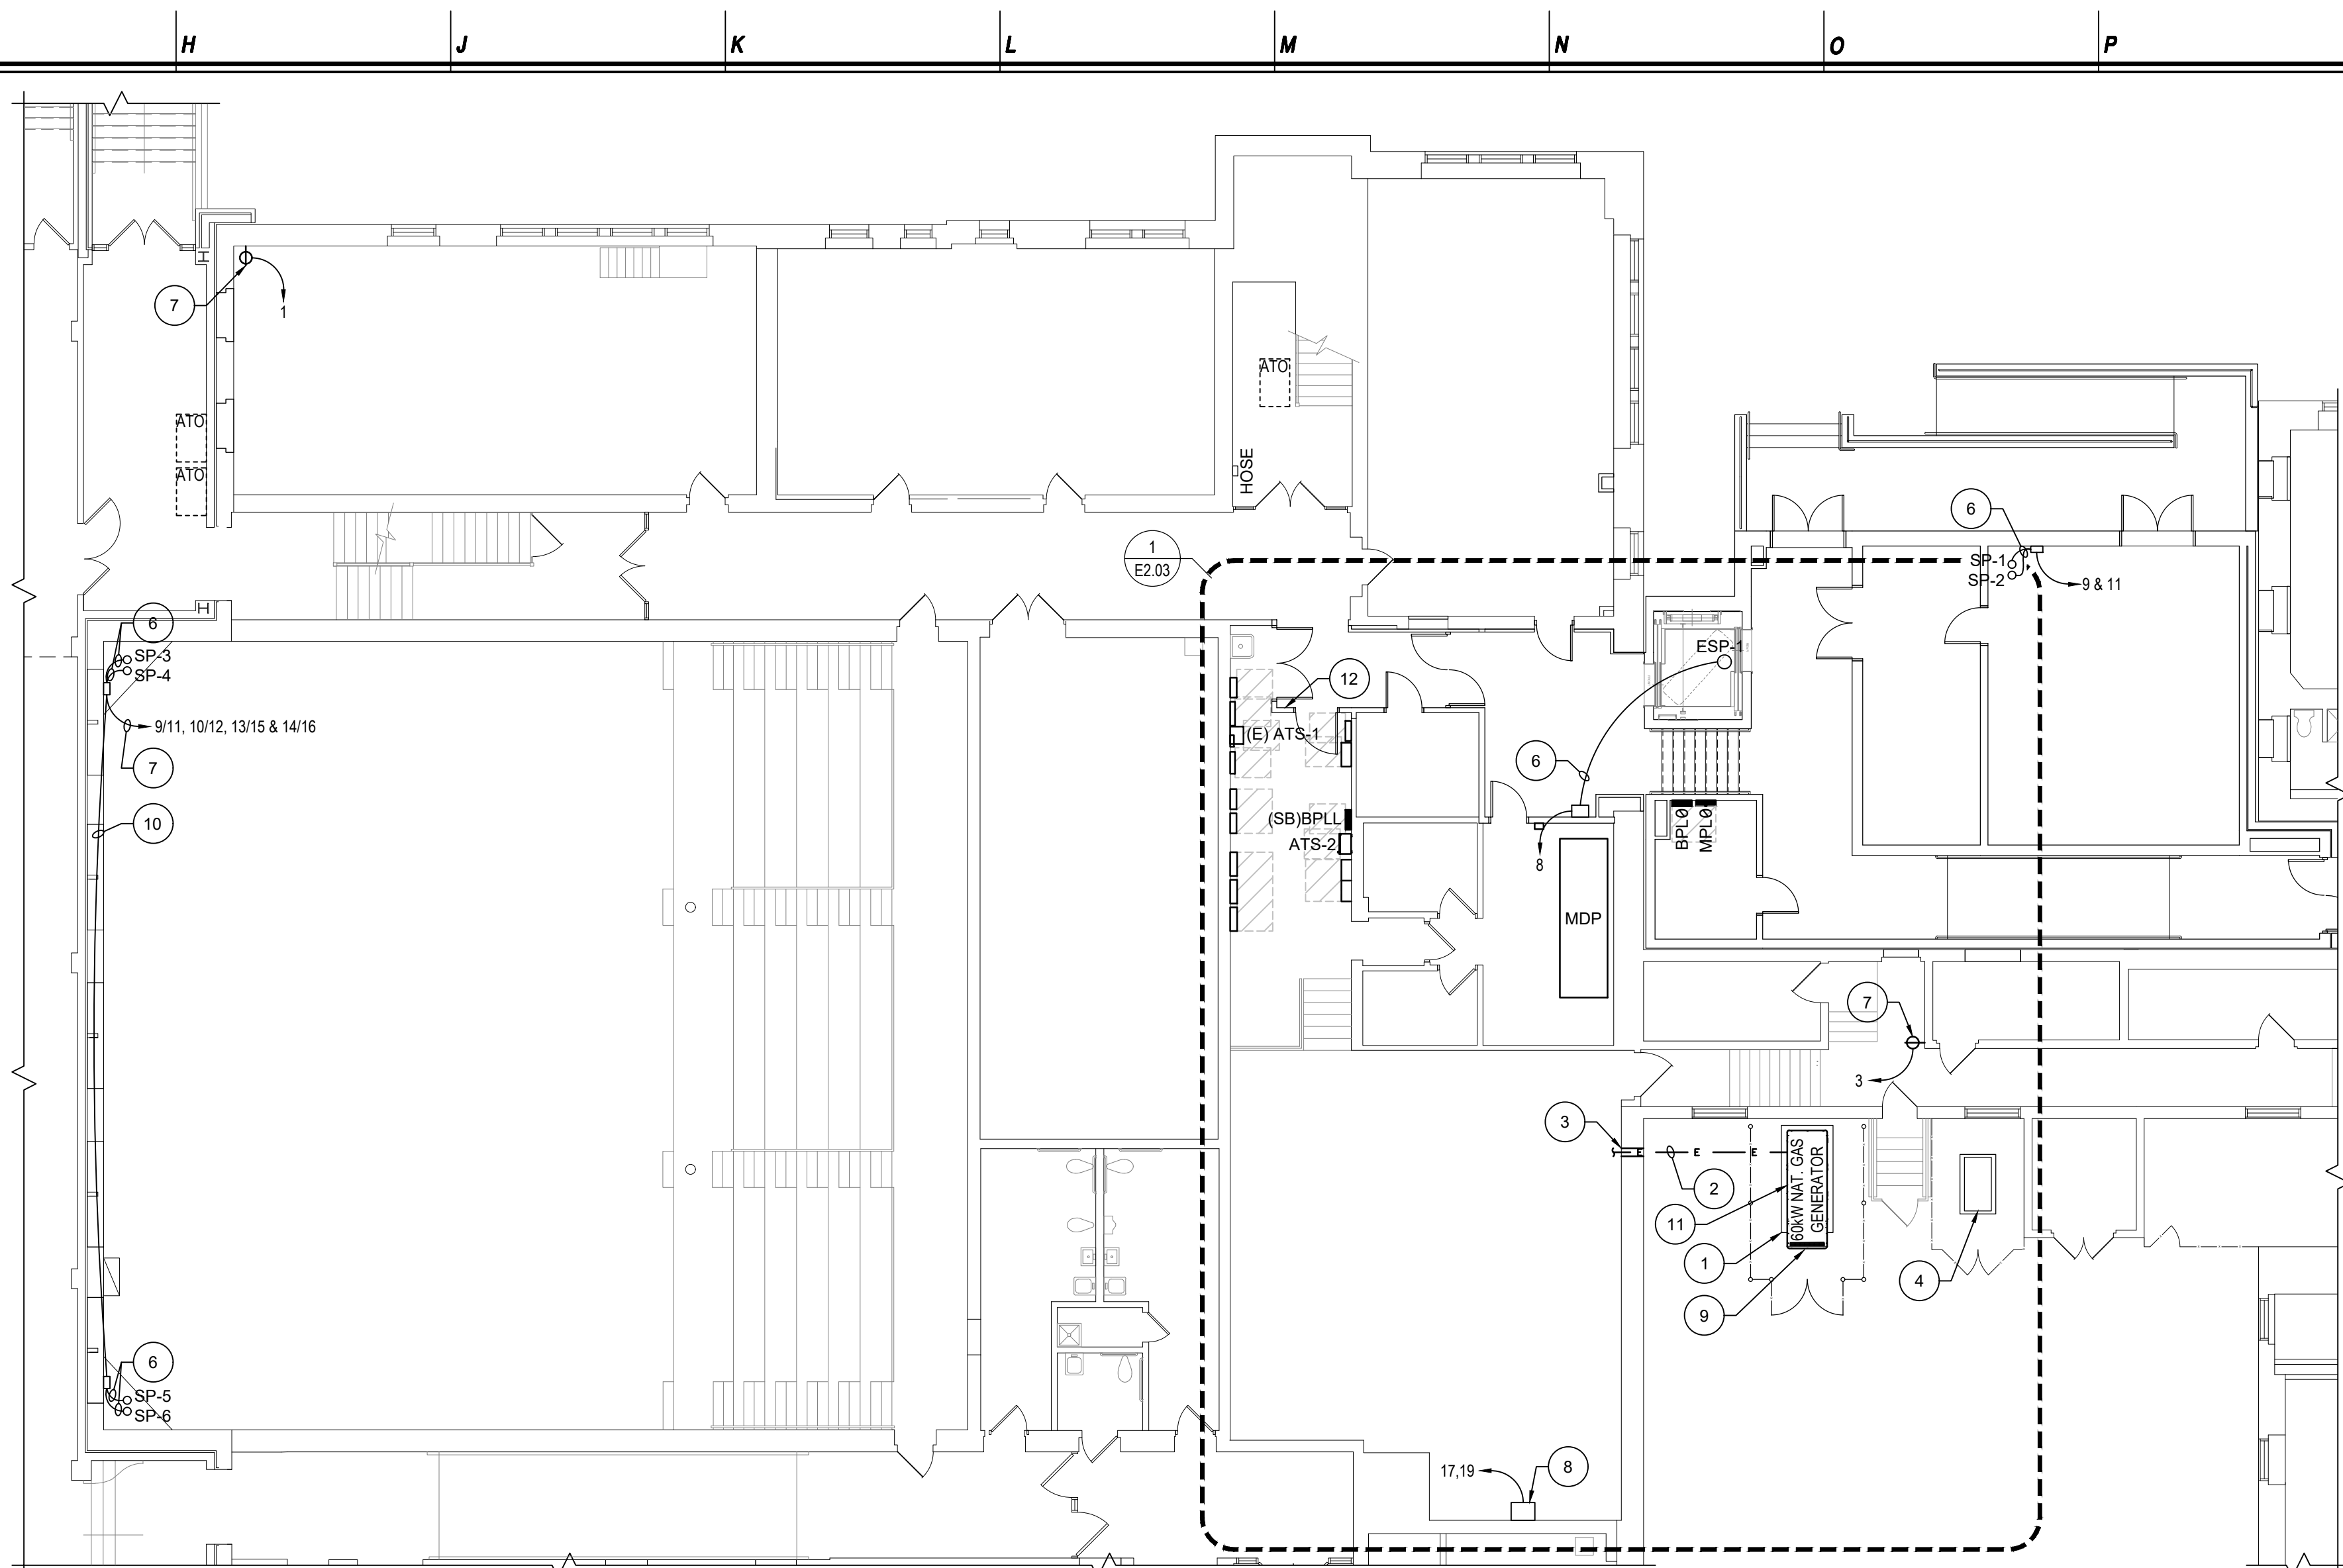 H
J
K
L
M
N
O
P
7
1
ATO
ATO
ATO
HOSE
1
E2.03
6
SP-1
SP-2
9 & 11
6
SP-3
SP-4
9/11, 10/12, 13/15 & 14/16
7
10
12
(E) ATS-1
ESP-1
6
(SB)BPLL
ATS-2
8
BPL0
MPL0
MDP
7
3
3
E
E
E
2
60kW NAT. GAS
GENERATOR
11
1
9
4
6
SP-5
SP-6
17,19
8